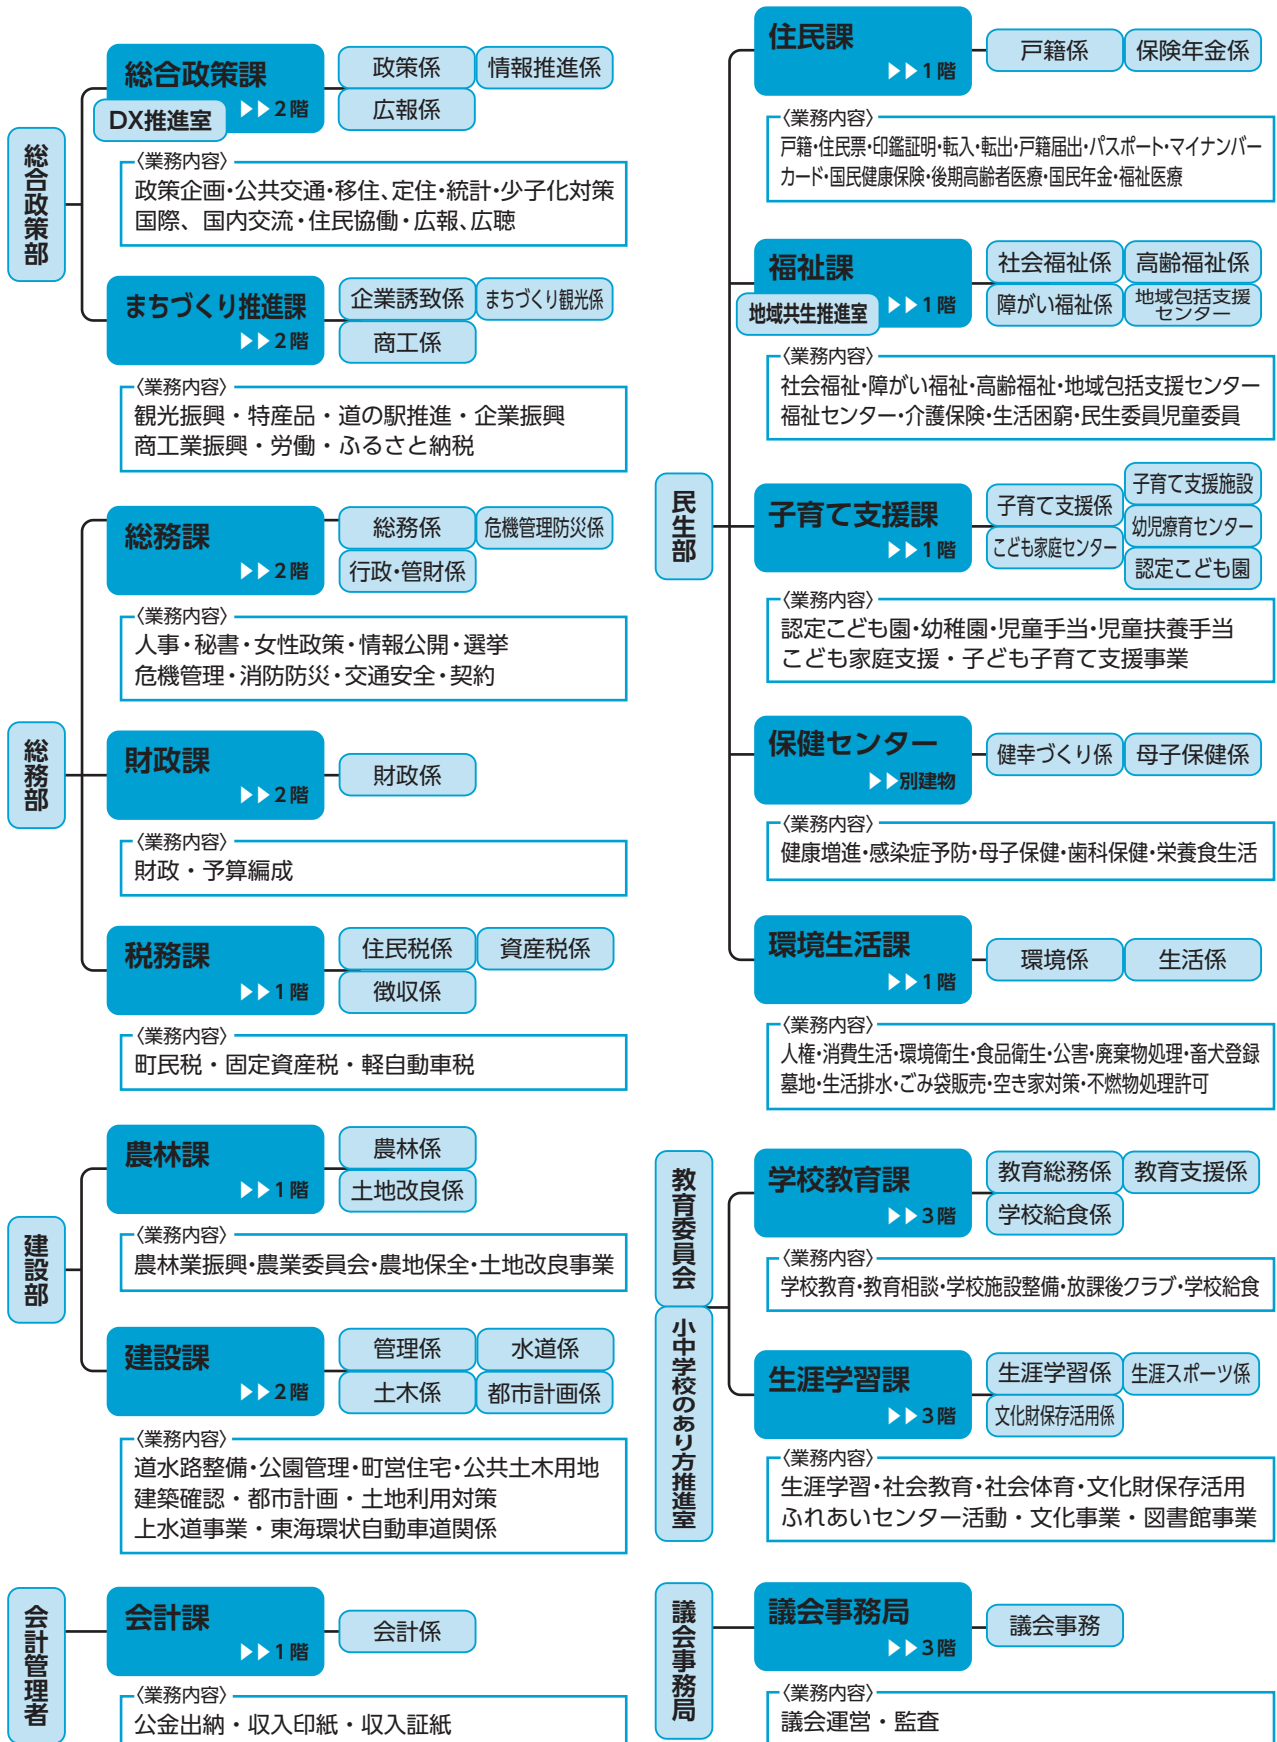 総合政策部
総合政策課
▶▶2階
DX推進室
政策係
情報推進係
広報係
〈業務内容〉
政策企画・公共交通・移住、定住・統計・少子化対策
国際、国内交流・住民協働・広報、広聴
まちづくり推進課
▶▶2階
企業誘致係
まちづくり観光係
商工係
〈業務内容〉
観光振興・特産品・道の駅推進・企業振興
商工業振興・労働・ふるさと納税
総務部
総務課
▶▶2階
総務係
危機管理防災係
行政・管財係
〈業務内容〉
人事・秘書・女性政策・情報公開・選挙
危機管理・消防防災・交通安全・契約
財政課
▶▶2階
財政係
〈業務内容〉
財政・予算編成
税務課
▶▶1階
住民税係
資産税係
徴収係
〈業務内容〉
町民税・固定資産税・軽自動車税
建設部
農林課
▶▶1階
農林係
土地改良係
〈業務内容〉
農林業振興・農業委員会・農地保全・土地改良事業
建設課
▶▶2階
管理係
水道係
土木係
都市計画係
〈業務内容〉
道水路整備・公園管理・町営住宅・公共土木用地
建築確認・都市計画・土地利用対策
上水道事業・東海環状自動車道関係
会計管理者
会計課
▶▶1階
会計係
〈業務内容〉
公金出納・収入印紙・収入証紙
民生部
住民課
▶▶1階
戸籍係
保険年金係
〈業務内容〉
戸籍・住民票・印鑑証明・転入・転出・戸籍届出・パスポート・マイナンバー
カード・国民健康保険・後期高齢者医療・国民年金・福祉医療
福祉課
▶▶1階
地域共生推進室
社会福祉係
高齢福祉係
障がい福祉係
地域包括支援
センター
〈業務内容〉
社会福祉・障がい福祉・高齢福祉・地域包括支援センター
福祉センター・介護保険・生活困窮・民生委員児童委員
子育て支援課
▶▶1階
子育て支援係
こども家庭センター
子育て支援施設
幼児療育センター
認定こども園
〈業務内容〉
認定こども園・幼稚園・児童手当・児童扶養手当
こども家庭支援・子ども子育て支援事業
保健センター
▶▶別建物
健幸づくり係
母子保健係
〈業務内容〉
健康増進・感染症予防・母子保健・歯科保健・栄養食生活
環境生活課
▶▶1階
環境係
生活係
〈業務内容〉
人権・消費生活・環境衛生・食品衛生・公害・廃棄物処理・畜犬登録
墓地・生活排水・ごみ袋販売・空き家対策・不燃物処理許可
教育委員会
小中学校のあり方推進室
学校教育課
▶▶3階
教育総務係
教育支援係
学校給食係
〈業務内容〉
学校教育・教育相談・学校施設整備・放課後クラブ・学校給食
生涯学習課
▶▶3階
生涯学習係
生涯スポーツ係
文化財保存活用係
〈業務内容〉
生涯学習・社会教育・社会体育・文化財保存活用
ふれあいセンター活動・文化事業・図書館事業
議会事務局
議会事務局
▶▶3階
議会事務
〈業務内容〉
議会運営・監査